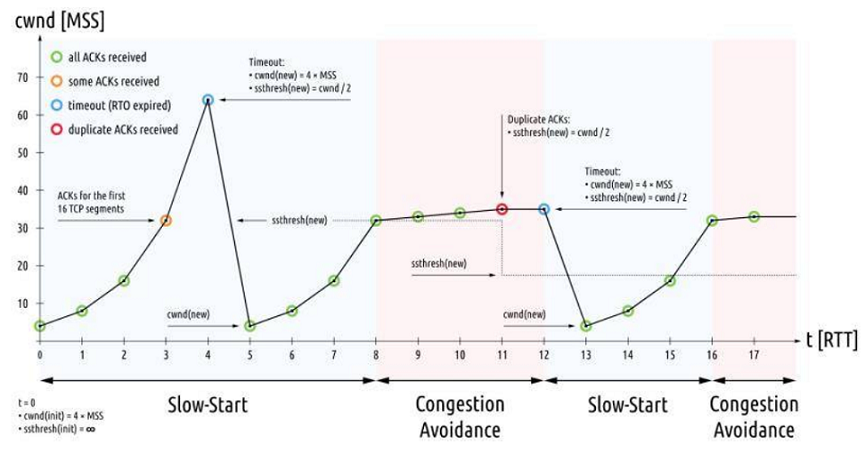 cwnd [MSS]
all ACKs received
some ACKs received
timeout (RTO expired)
duplicate ACKs received
Timeout:
• cwnd(new) = 4 × MSS
• ssthresh(new) = cwnd / 2
Duplicate ACKs:
• ssthresh(new) = cwnd / 2
Timeout:
• cwnd(new) = 4 × MSS
• ssthresh(new) = cwnd / 2
ACKs for the first
16 TCP segments
ssthresh(new)
ssthresh(new)
cwnd(new)
cwnd(new)
70
60
50
40
30
20
10
0 1 2 3 4 5 6 7 8 9 10 11 12 13 14 15 16 17
t [RTT]
Slow-Start
Congestion
Avoidance
Slow-Start
Congestion
Avoidance
t = 0
• cwnd(init) = 4 × MSS
• ssthresh(init) = ∞